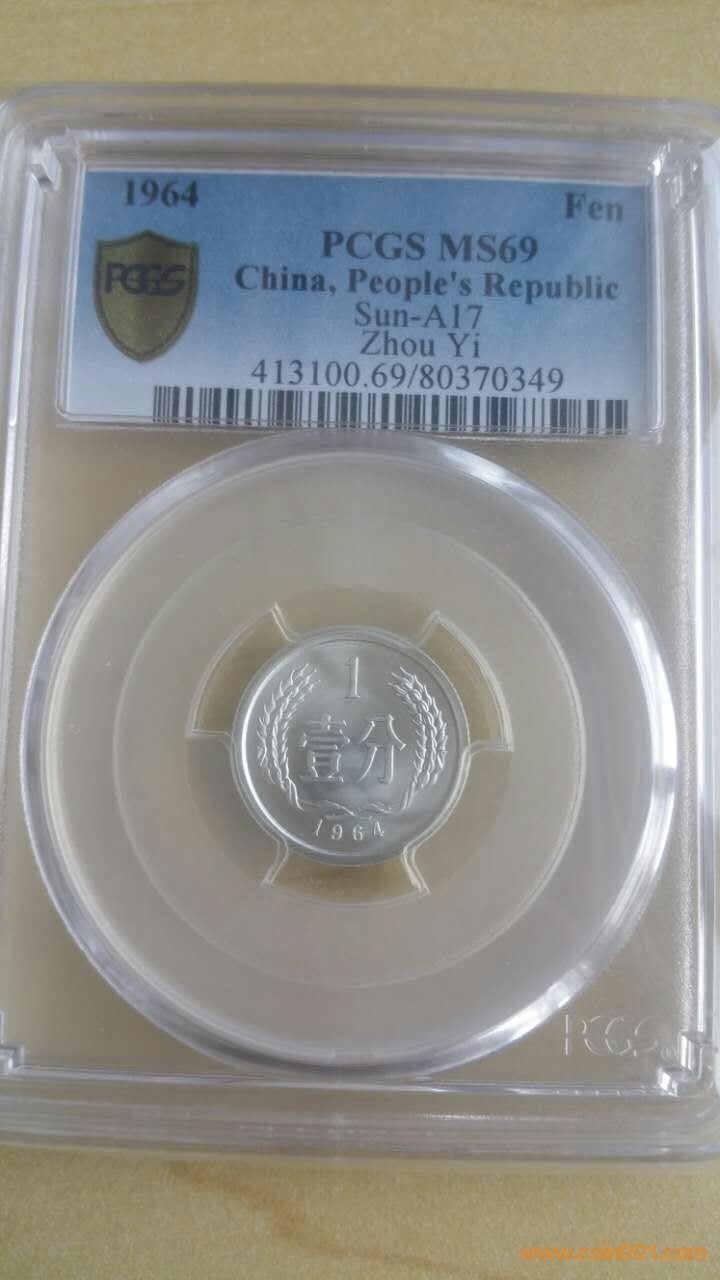 1964 Fen
PCGS MS69
PCGS
China, People's Republic
Sun-A17
Zhou Yi
413100.69/80370349
1
壹分
1964
PCGS
www.coin001.com